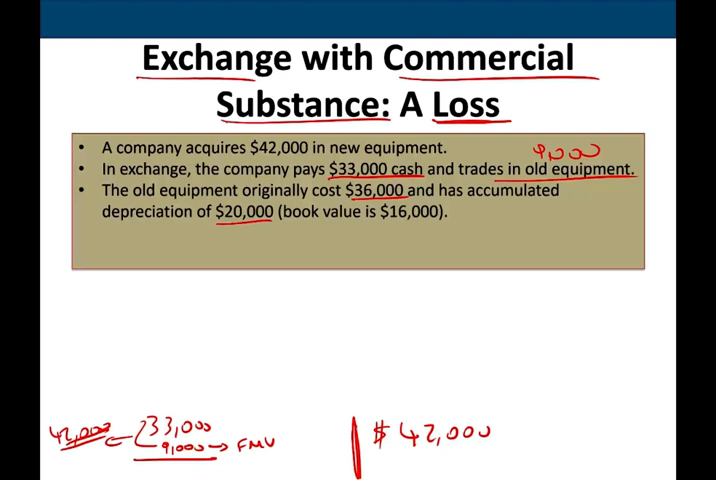 Exchange with Commercial
Substance: A Loss
• A company acquires $42,000 in new equipment.
9,000
• In exchange, the company pays $33,000 cash and trades in old equipment.
• The old equipment originally cost $36,000 and has accumulated
depreciation of $20,000 (book value is $16,000).
42,000 33,000
9,000 → FMV
$ 42,000